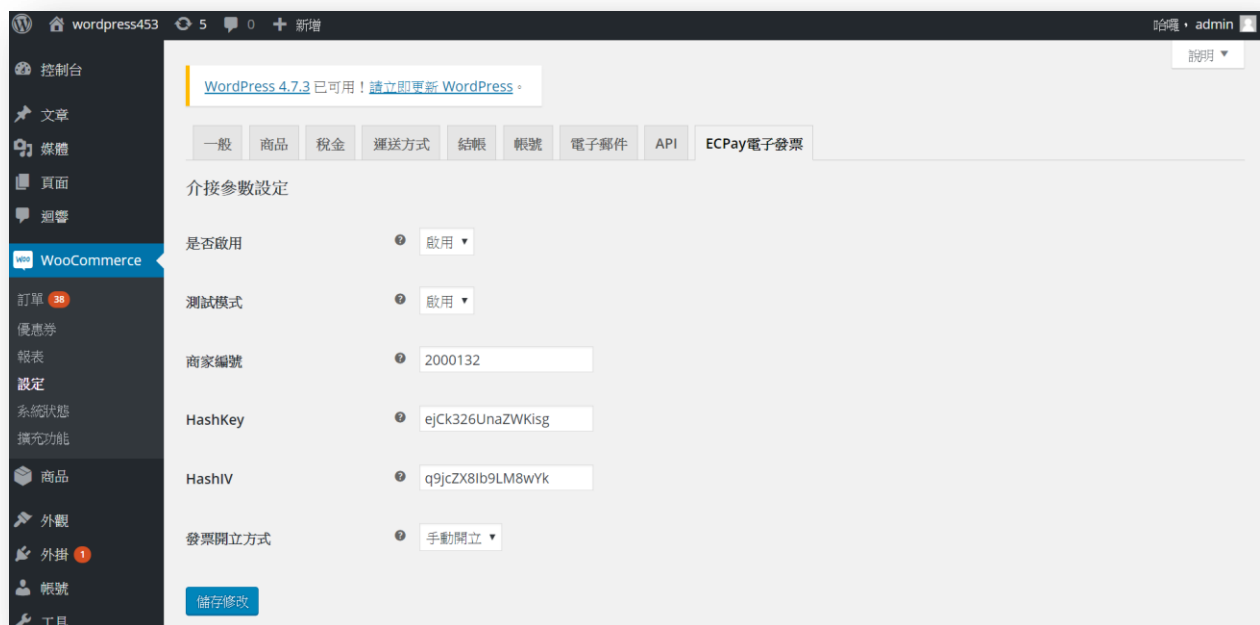 wordpress453 5 0 新增 哈囉,admin
說明
控制台
WordPress 4.7.3 已可用!請立即更新 WordPress。
文章
媒體
頁面
迴響
WooCommerce
訂單 38
優惠券
報表
設定
系統狀態
擴充功能
商品
外觀
外掛 1
帳號
工具
一般 商品 稅金 運送方式 結帳 帳號 電子郵件 API ECPay電子發票
介接參數設定
是否啟用 啟用
測試模式 啟用
商家編號 2000132
HashKey ejCk326UnaZWKisg
HashIV q9jcZX8Ib9LM8wYk
發票開立方式 手動開立
儲存修改